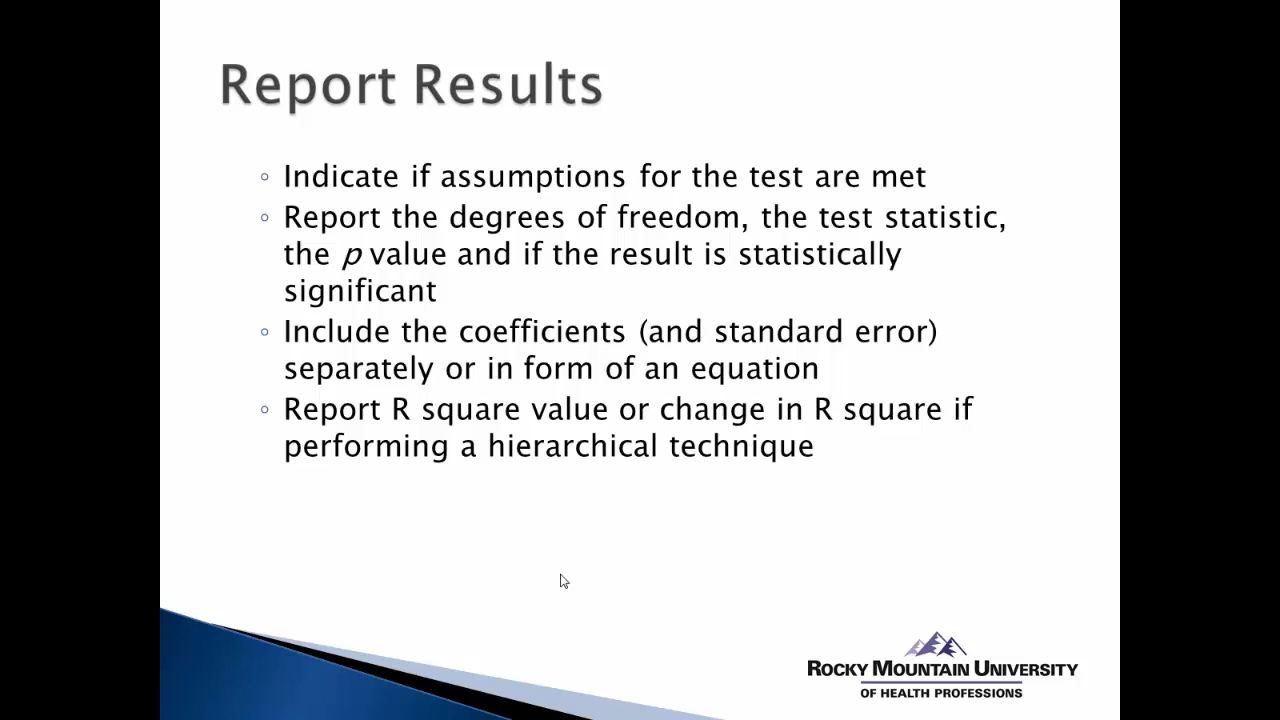 Report Results
◦ Indicate if assumptions for the test are met
◦ Report the degrees of freedom, the test statistic,
the p value and if the result is statistically
significant
◦ Include the coefficients (and standard error)
separately or in form of an equation
◦ Report R square value or change in R square if
performing a hierarchical technique
ROCKY MOUNTAIN UNIVERSITY
OF HEALTH PROFESSIONS